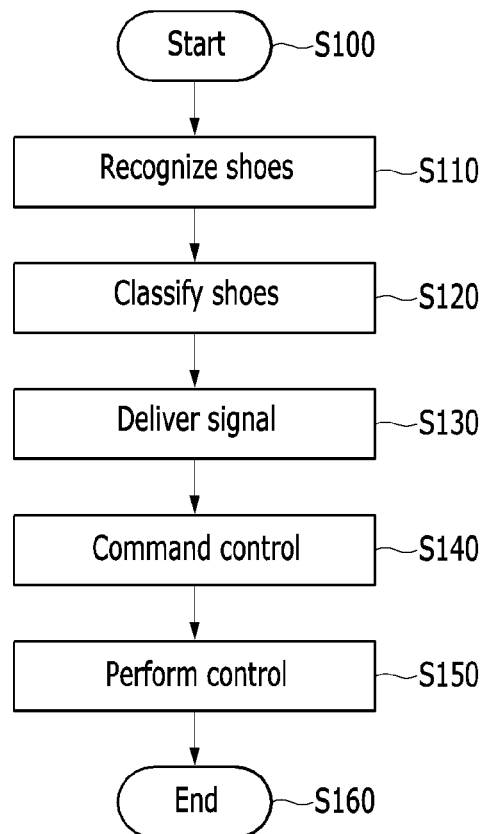 Start S100
Recognize shoes S110
Classify shoes S120
Deliver signal S130
Command control S140
Perform control S150
End S160